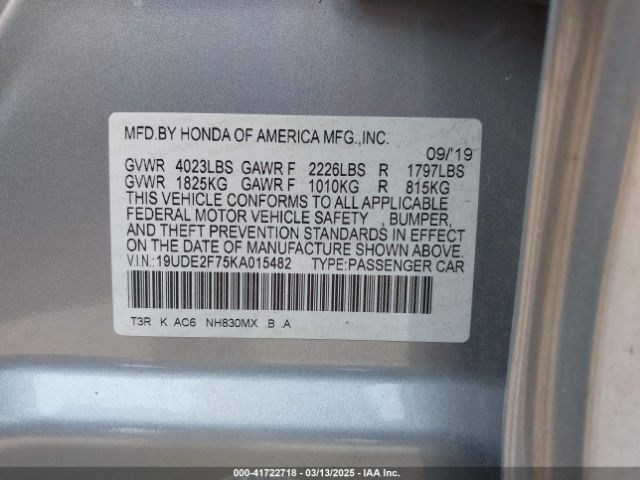 MFD.BY HONDA OF AMERICA MFG.,INC.
09/'19
GVWR 4023LBS GAWR F 2226LBS R 1797LBS
GVWR 1825KG GAWR F 1010KG R 815KG
THIS VEHICLE CONFORMS TO ALL APPLICABLE
FEDERAL MOTOR VEHICLE SAFETY , BUMPER,
AND THEFT PREVENTION STANDARDS IN EFFECT
ON THE DATE OF MANUFACTURE SHOWN ABOVE.
V.I.N.:19UDE2F75KA015482 TYPE:PASSENGER CAR
T3R K AC6 NH830MX .B .A
000-41722718 | 03/13/2025 | IAA Inc.